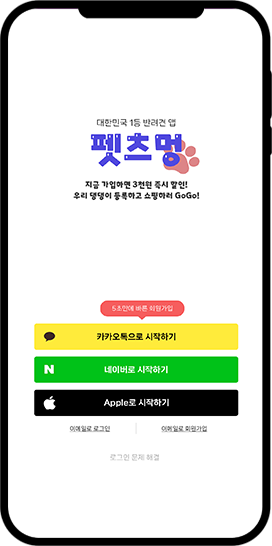 대한민국 1등 반려견 앱
펫츠멍
지금 가입하면 3천원 즉시 할인!
우리 댕댕이 등록하고 쇼핑하러 GoGo!
5초만에 빠른 회원가입
카카오톡으로 시작하기
N 네이버로 시작하기
Apple로 시작하기
이메일로 로그인
이메일로 회원가입
로그인 문제 해결